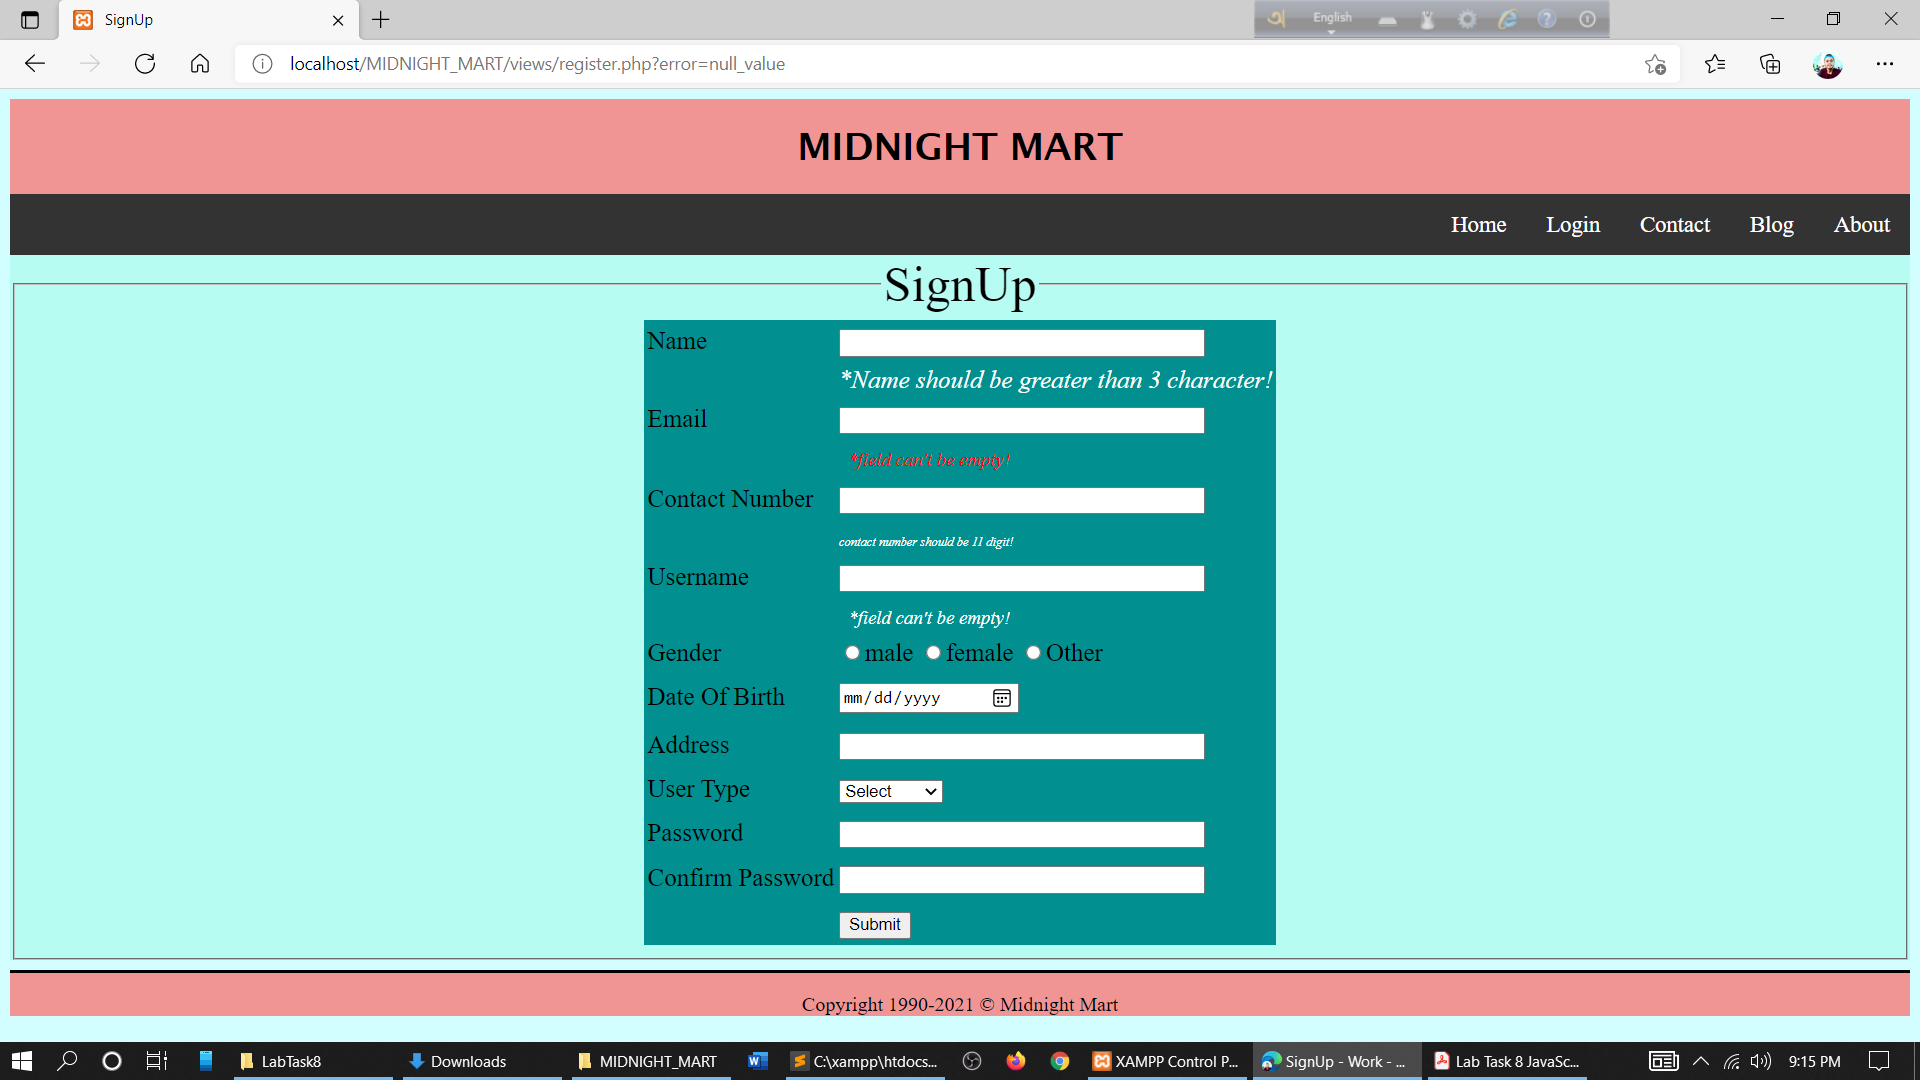 SignUp
English
localhost/MIDNIGHT_MART/views/register.php?error=null_value
MIDNIGHT MART
Home Login Contact Blog About
SignUp
Name
*Name should be greater than 3 character!
Email
*field can't be empty!
Contact Number
contact number should be 11 digit!
Username
*field can't be empty!
Gender male female Other
Date Of Birth mm/dd/yyyy
Address
User Type Select
Password
Confirm Password
Submit
Copyright 1990-2021 © Midnight Mart
LabTask8 Downloads MIDNIGHT_MART C:\xampp\htdocs... XAMPP Control P... SignUp - Work - ... Lab Task 8 JavaSc... 9:15 PM